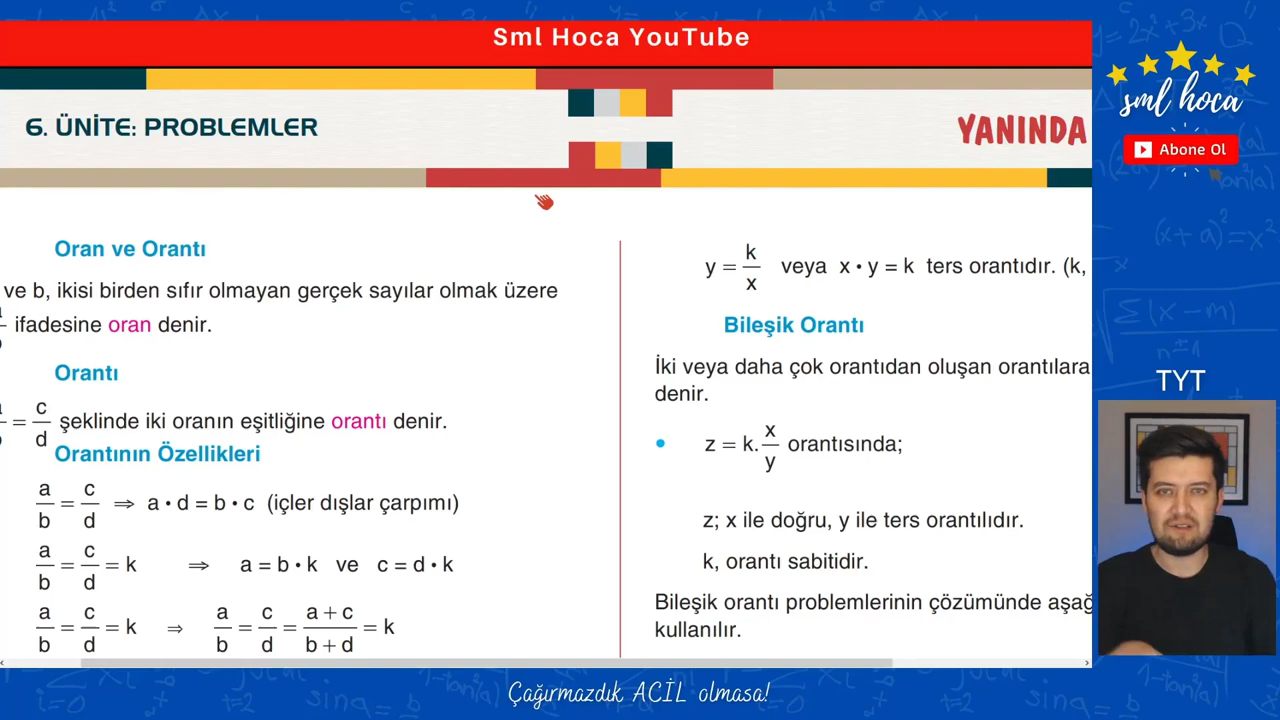 Sml Hoca YouTube
6. ÜNİTE: PROBLEMLER
YANINDA
sml hoca
Abone Ol
Oran ve Orantı
ve b, ikisi birden sıfır olmayan gerçek sayılar olmak üzere
ifadesine oran denir.
Orantı
= c/d şeklinde iki oranın eşitliğine orantı denir.
Orantının Özellikleri
a/b = c/d ⇒ a • d = b • c (içler dışlar çarpımı)
a/b = c/d = k ⇒ a = b • k ve c = d • k
a/b = c/d = k ⇒ a/b = c/d = a + c/b + d = k
y = k/x veya x • y = k ters orantıdır. (k,
Bileşik Orantı
İki veya daha çok orantıdan oluşan orantılara
denir.
• z = k. x/y orantısında;
z; x ile doğru, y ile ters orantılıdır.
k, orantı sabitidir.
Bileşik orantı problemlerinin çözümünde aşağ
kullanılır.
TYT
Çağırmazdık ACİL olmasa!